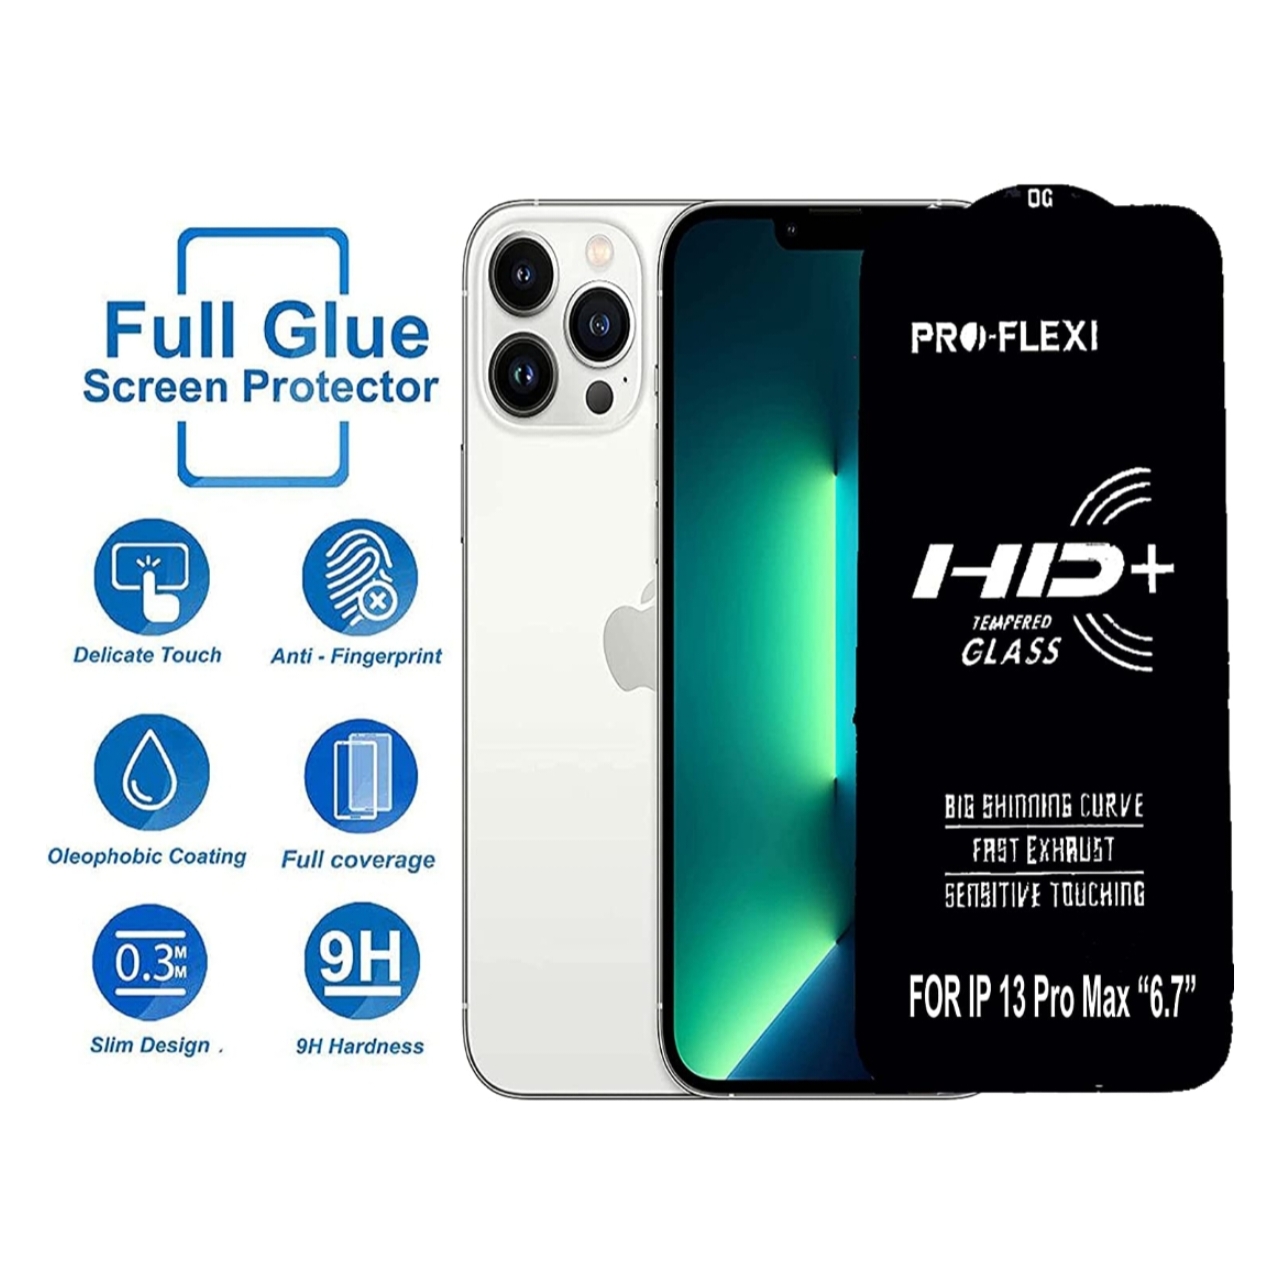 Full Glue
Screen Protector
Delicate Touch
Anti - Fingerprint
Oleophobic Coating
Full coverage
0.3MM
Slim Design .
9H
9H Hardness
OG
PRO-FLEXI
HD+
TEMPERED
GLASS
BIG SHINNING CURVE
FAST EXHAUST
SENSITIVE TOUCHING
FOR IP 13 Pro Max “6.7”